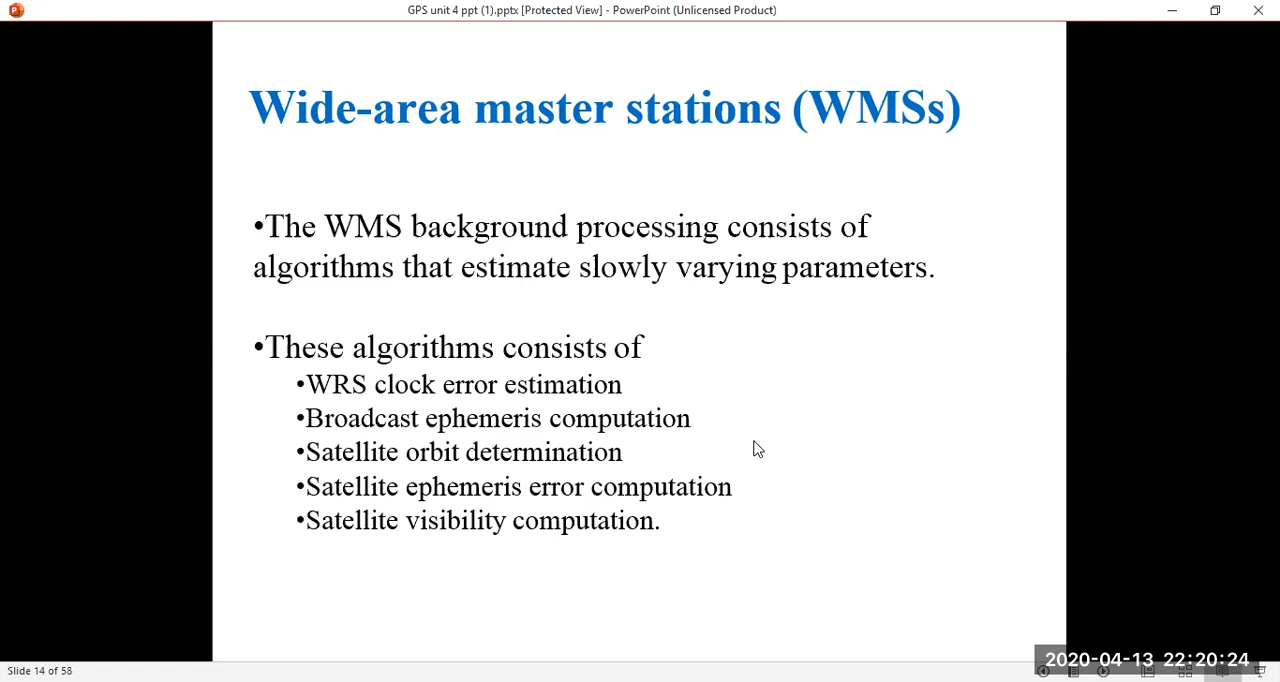 GPS unit 4 ppt (1).pptx [Protected View] - PowerPoint (Unlicensed Product)
Wide-area master stations (WMSs)
•The WMS background processing consists of
algorithms that estimate slowly varying parameters.
•These algorithms consists of
•WRS clock error estimation
•Broadcast ephemeris computation
•Satellite orbit determination
•Satellite ephemeris error computation
•Satellite visibility computation.
2020-04-13 22:20:24
Slide 14 of 58